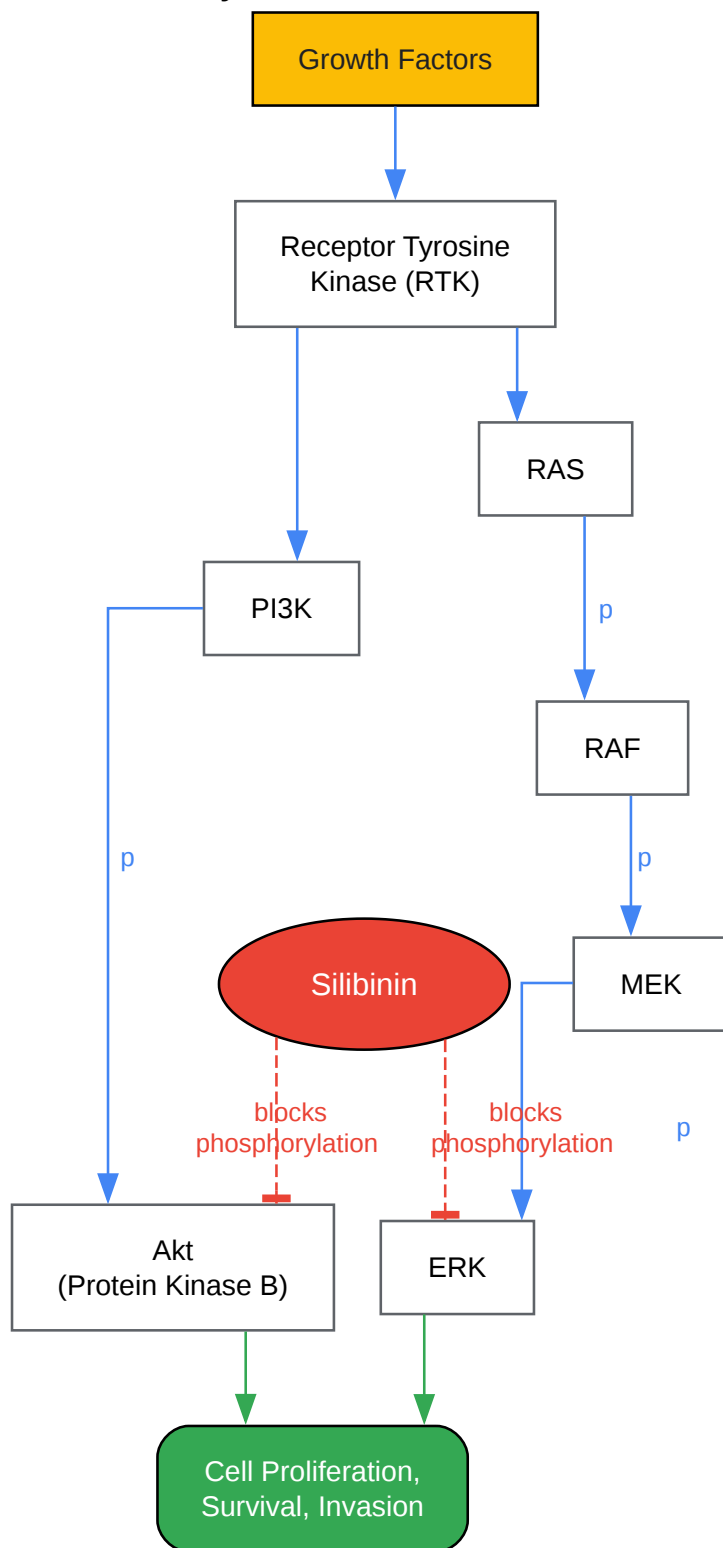 Growth Factors
Receptor Tyrosine
Kinase (RTK)
RAS
PI3K
p
RAF
p
p
Silibinin
MEK
blocks
phosphorylation
blocks
phosphorylation
p
Akt
(Protein Kinase B)
ERK
Cell Proliferation,
Survival, Invasion